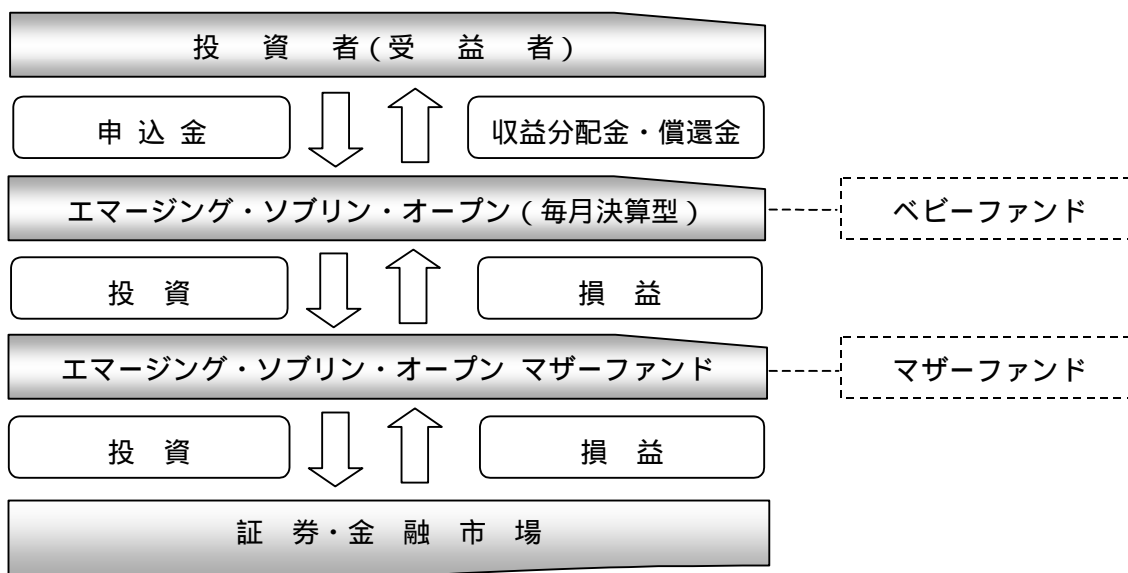 投 資 者(受 益 者)
申 込 金
収益分配金・償還金
エマージング・ソブリン・オープン(毎月決算型)
ベビーファンド
投 資
損 益
エマージング・ソブリン・オープン マザーファンド
マザーファンド
投 資
損 益
証 券・金 融 市 場